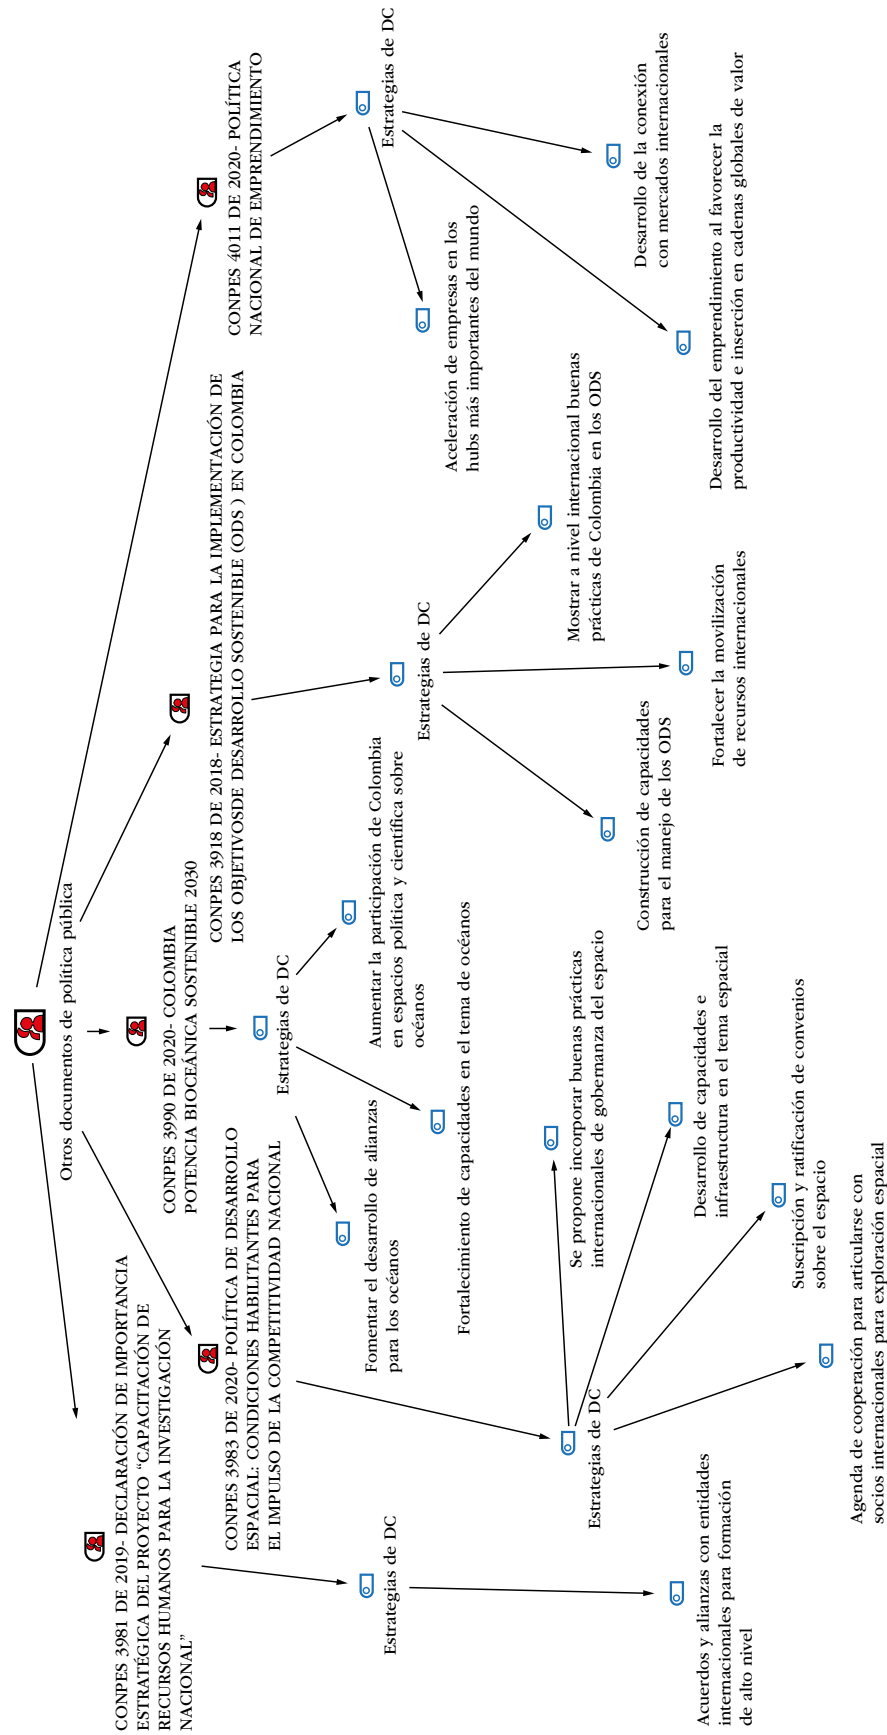 Otros documentos de política pública
CONPES 3981 DE 2019- DECLARACIÓN DE IMPORTANCIA
ESTRATÉGICA DEL PROYECTO “CAPACITACIÓN DE
RECURSOS HUMANOS PARA LA INVESTIGACIÓN
NACIONAL”
Estrategias de DC
Acuerdos y alianzas con entidades
internacionales para formación
de alto nivel
CONPES 3983 DE 2020- POLÍTICA DE DESARROLLO
ESPACIAL: CONDICIONES HABILITANTES PARA
EL IMPULSO DE LA COMPETITIVIDAD NACIONAL
Estrategias de DC
Se propone incorporar buenas prácticas
internacionales de gobernanza del espacio
Desarrollo de capacidades e
infraestructura en el tema espacial
Suscripción y ratificación de convenios
sobre el espacio
Agenda de cooperación para articularse con
socios internacionales para exploración espacial
CONPES 3990 DE 2020- COLOMBIA
POTENCIA BIOCEÁNICA SOSTENIBLE 2030
Estrategias de DC
Fomentar el desarrollo de alianzas
para los océanos
Fortalecimiento de capacidades en el tema de océanos
Aumentar la participación de Colombia
en espacios política y científica sobre
océanos
CONPES 3918 DE 2018- ESTRATEGIA PARA LA IMPLEMENTACIÓN DE
LOS OBJETIVOSDE DESARROLLO SOSTENIBLE (ODS ) EN COLOMBIA
Estrategias de DC
Construcción de capacidades
para el manejo de los ODS
Fortalecer la movilización
de recursos internacionales
Mostrar a nivel internacional buenas
prácticas de Colombia en los ODS
CONPES 4011 DE 2020- POLÍTICA
NACIONAL DE EMPRENDIMIENTO
Estrategias de DC
Aceleración de empresas en los
hubs más importantes del mundo
Desarrollo del emprendimiento al favorecer la
productividad e inserción en cadenas globales de valor
Desarrollo de la conexión
con mercados internacionales